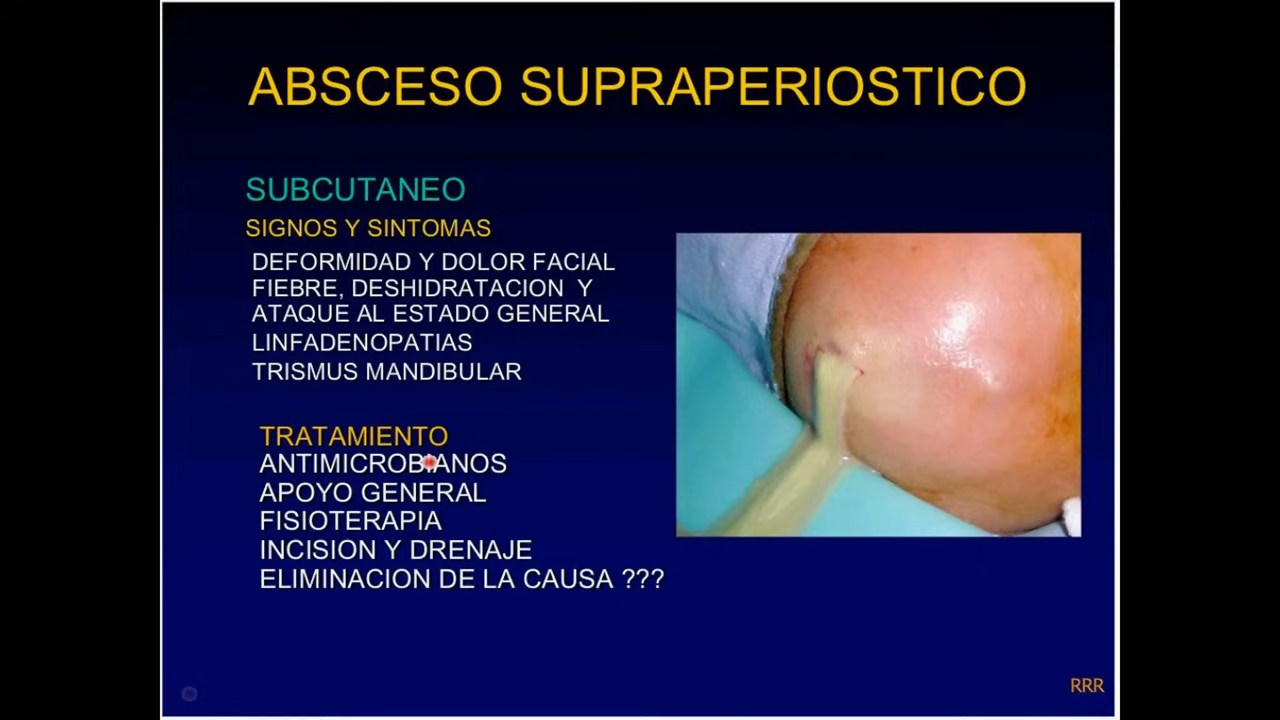 ABSCESO SUPRAPERIOSTICO
SUBCUTANEO
SIGNOS Y SINTOMAS
DEFORMIDAD Y DOLOR FACIAL
FIEBRE, DESHIDRATACION Y
ATAQUE AL ESTADO GENERAL
LINFADENOPATIAS
TRISMUS MANDIBULAR
TRATAMIENTO
ANTIMICROBIANOS
APOYO GENERAL
FISIOTERAPIA
INCISION Y DRENAJE
ELIMINACION DE LA CAUSA ???
RRR